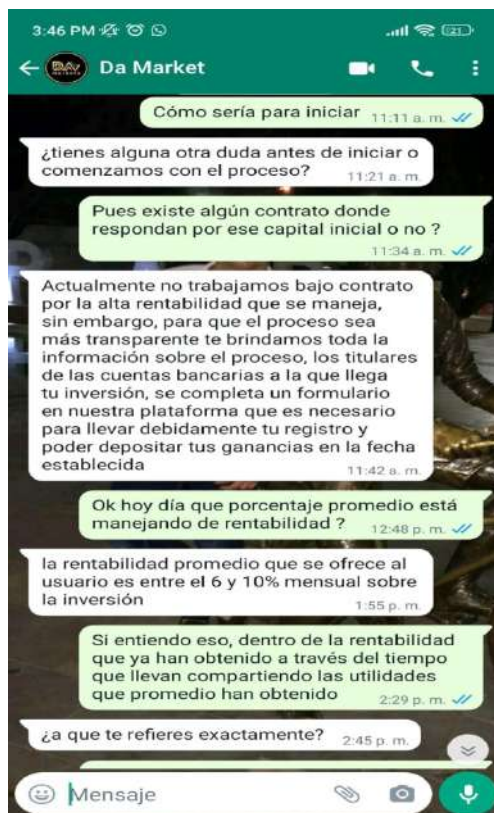 3:46 PM
21
Da Market
Cómo sería para iniciar 11:11 a. m.
¿tienes alguna otra duda antes de iniciar o
comenzamos con el proceso? 11:21 a. m.
Pues existe algún contrato donde
respondan por ese capital inicial o no ?
11:34 a. m.
Actualmente no trabajamos bajo contrato
por la alta rentabilidad que se maneja,
sin embargo, para que el proceso sea
más transparente te brindamos toda la
información sobre el proceso, los titulares
de las cuentas bancarias a la que llega
tu inversión, se completa un formulario
en nuestra plataforma que es necesario
para llevar debidamente tu registro y
poder depositar tus ganancias en la fecha
establecida 11:42 a. m.
Ok hoy día que porcentaje promedio está
manejando de rentabilidad ? 12:48 p. m.
la rentabilidad promedio que se ofrece al
usuario es entre el 6 y 10% mensual sobre
la inversión 1:55 p. m.
Si entiendo eso, dentro de la rentabilidad
que ya han obtenido a través del tiempo
que llevan compartiendo las utilidades
que promedio han obtenido 2:29 p. m.
¿a que te refieres exactamente? 2:45 p. m.
Mensaje